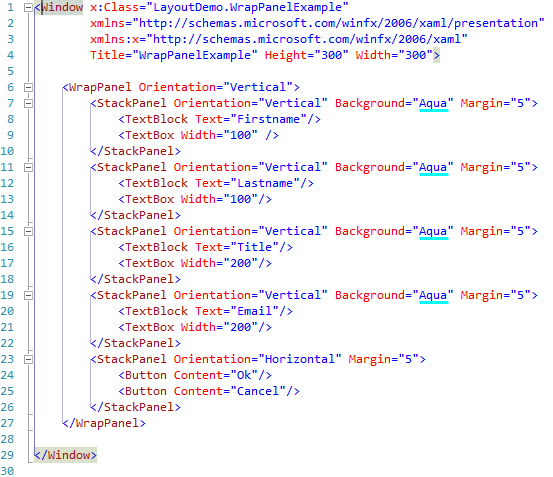 1 <Window x:Class="LayoutDemo.WrapPanelExample"
2 xmlns="http://schemas.microsoft.com/winfx/2006/xaml/presentation"
3 xmlns:x="http://schemas.microsoft.com/winfx/2006/xaml"
4 Title="WrapPanelExample" Height="300" Width="300">
5
6 <WrapPanel Orientation="Vertical">
7 <StackPanel Orientation="Vertical" Background="Aqua" Margin="5">
8 <TextBlock Text="Firstname"/>
9 <TextBox Width="100" />
10 </StackPanel>
11 <StackPanel Orientation="Vertical" Background="Aqua" Margin="5">
12 <TextBlock Text="Lastname"/>
13 <TextBox Width="100"/>
14 </StackPanel>
15 <StackPanel Orientation="Vertical" Background="Aqua" Margin="5">
16 <TextBlock Text="Title"/>
17 <TextBox Width="200"/>
18 </StackPanel>
19 <StackPanel Orientation="Vertical" Background="Aqua" Margin="5">
20 <TextBlock Text="Email"/>
21 <TextBox Width="200"/>
22 </StackPanel>
23 <StackPanel Orientation="Horizontal" Margin="5">
24 <Button Content="Ok"/>
25 <Button Content="Cancel"/>
26 </StackPanel>
27 </WrapPanel>
28
29 </Window>
30